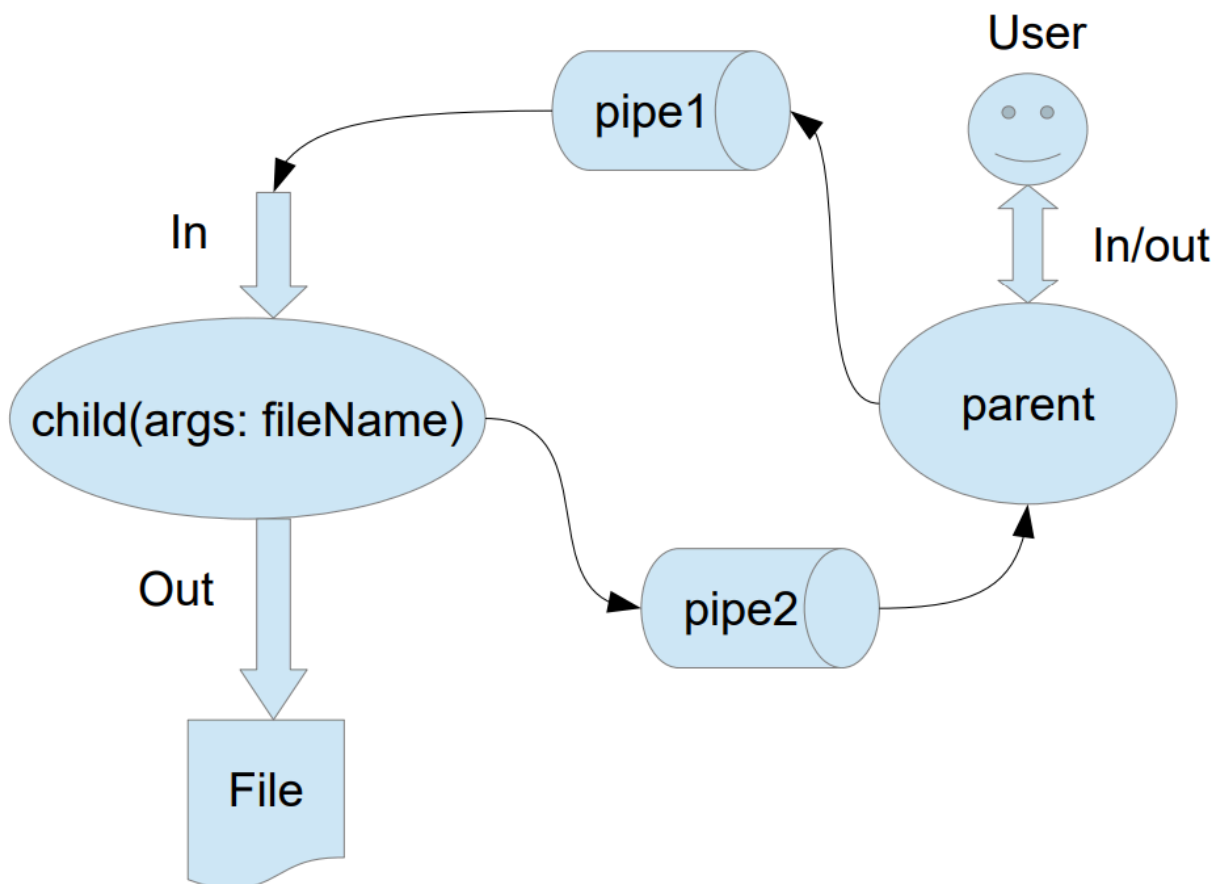 User
pipe1
In
In/out
child(args: fileName)
parent
Out
pipe2
File